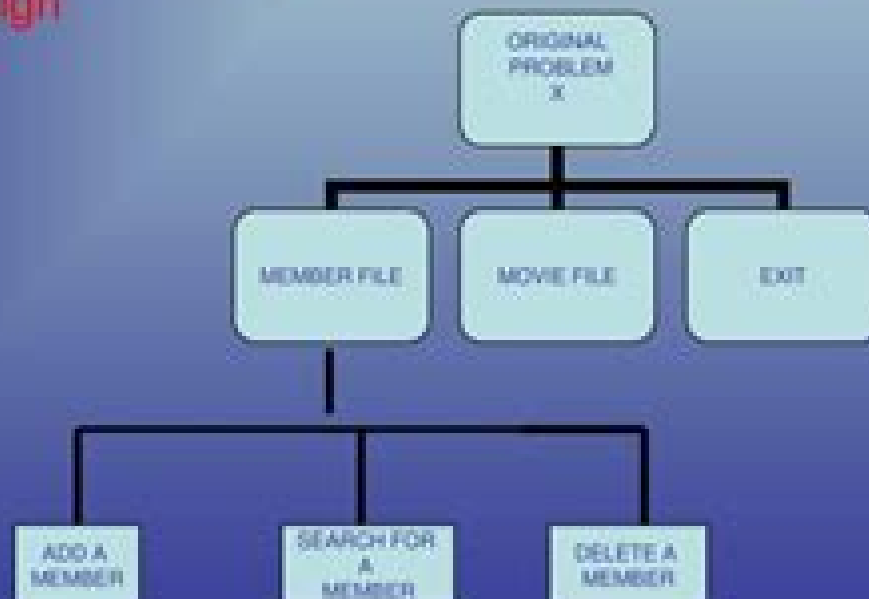 ORIGINAL
PROBLEM
X
MEMBER FILE
MOVIE FILE
EXIT
ADD A
MEMBER
SEARCH FOR
A
MEMBER
DELETE A
MEMBER